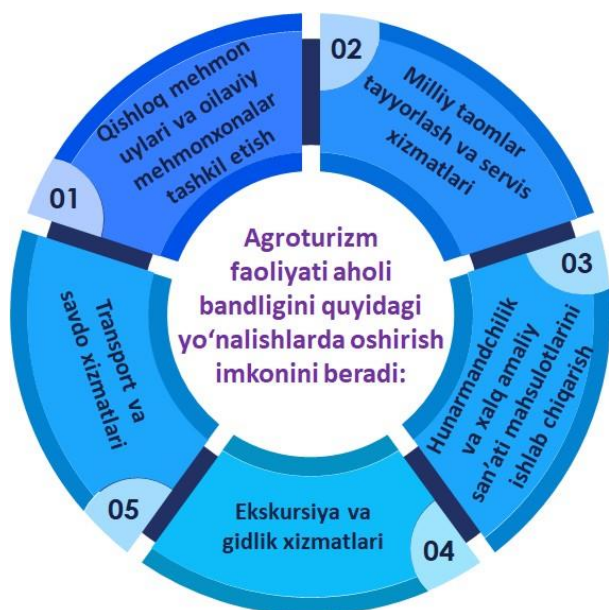 Agroturizm
faoliyati aholi
bandligini quyidagi
yo‘nalishlarda oshirish
imkonini beradi:
01
Qishloq mehmon
uylari va oilaviy
mehmonxonalar
tashkil etish
02
Milliy taomlar
tayyorlash va servis
xizmatlari
03
Hunarmandchilik
va xalq amaliy
san’ati mahsulotlarini
ishlab chiqarish
04
Ekskursiya va
gidlik xizmatlari
05
Transport va
savdo xizmatlari